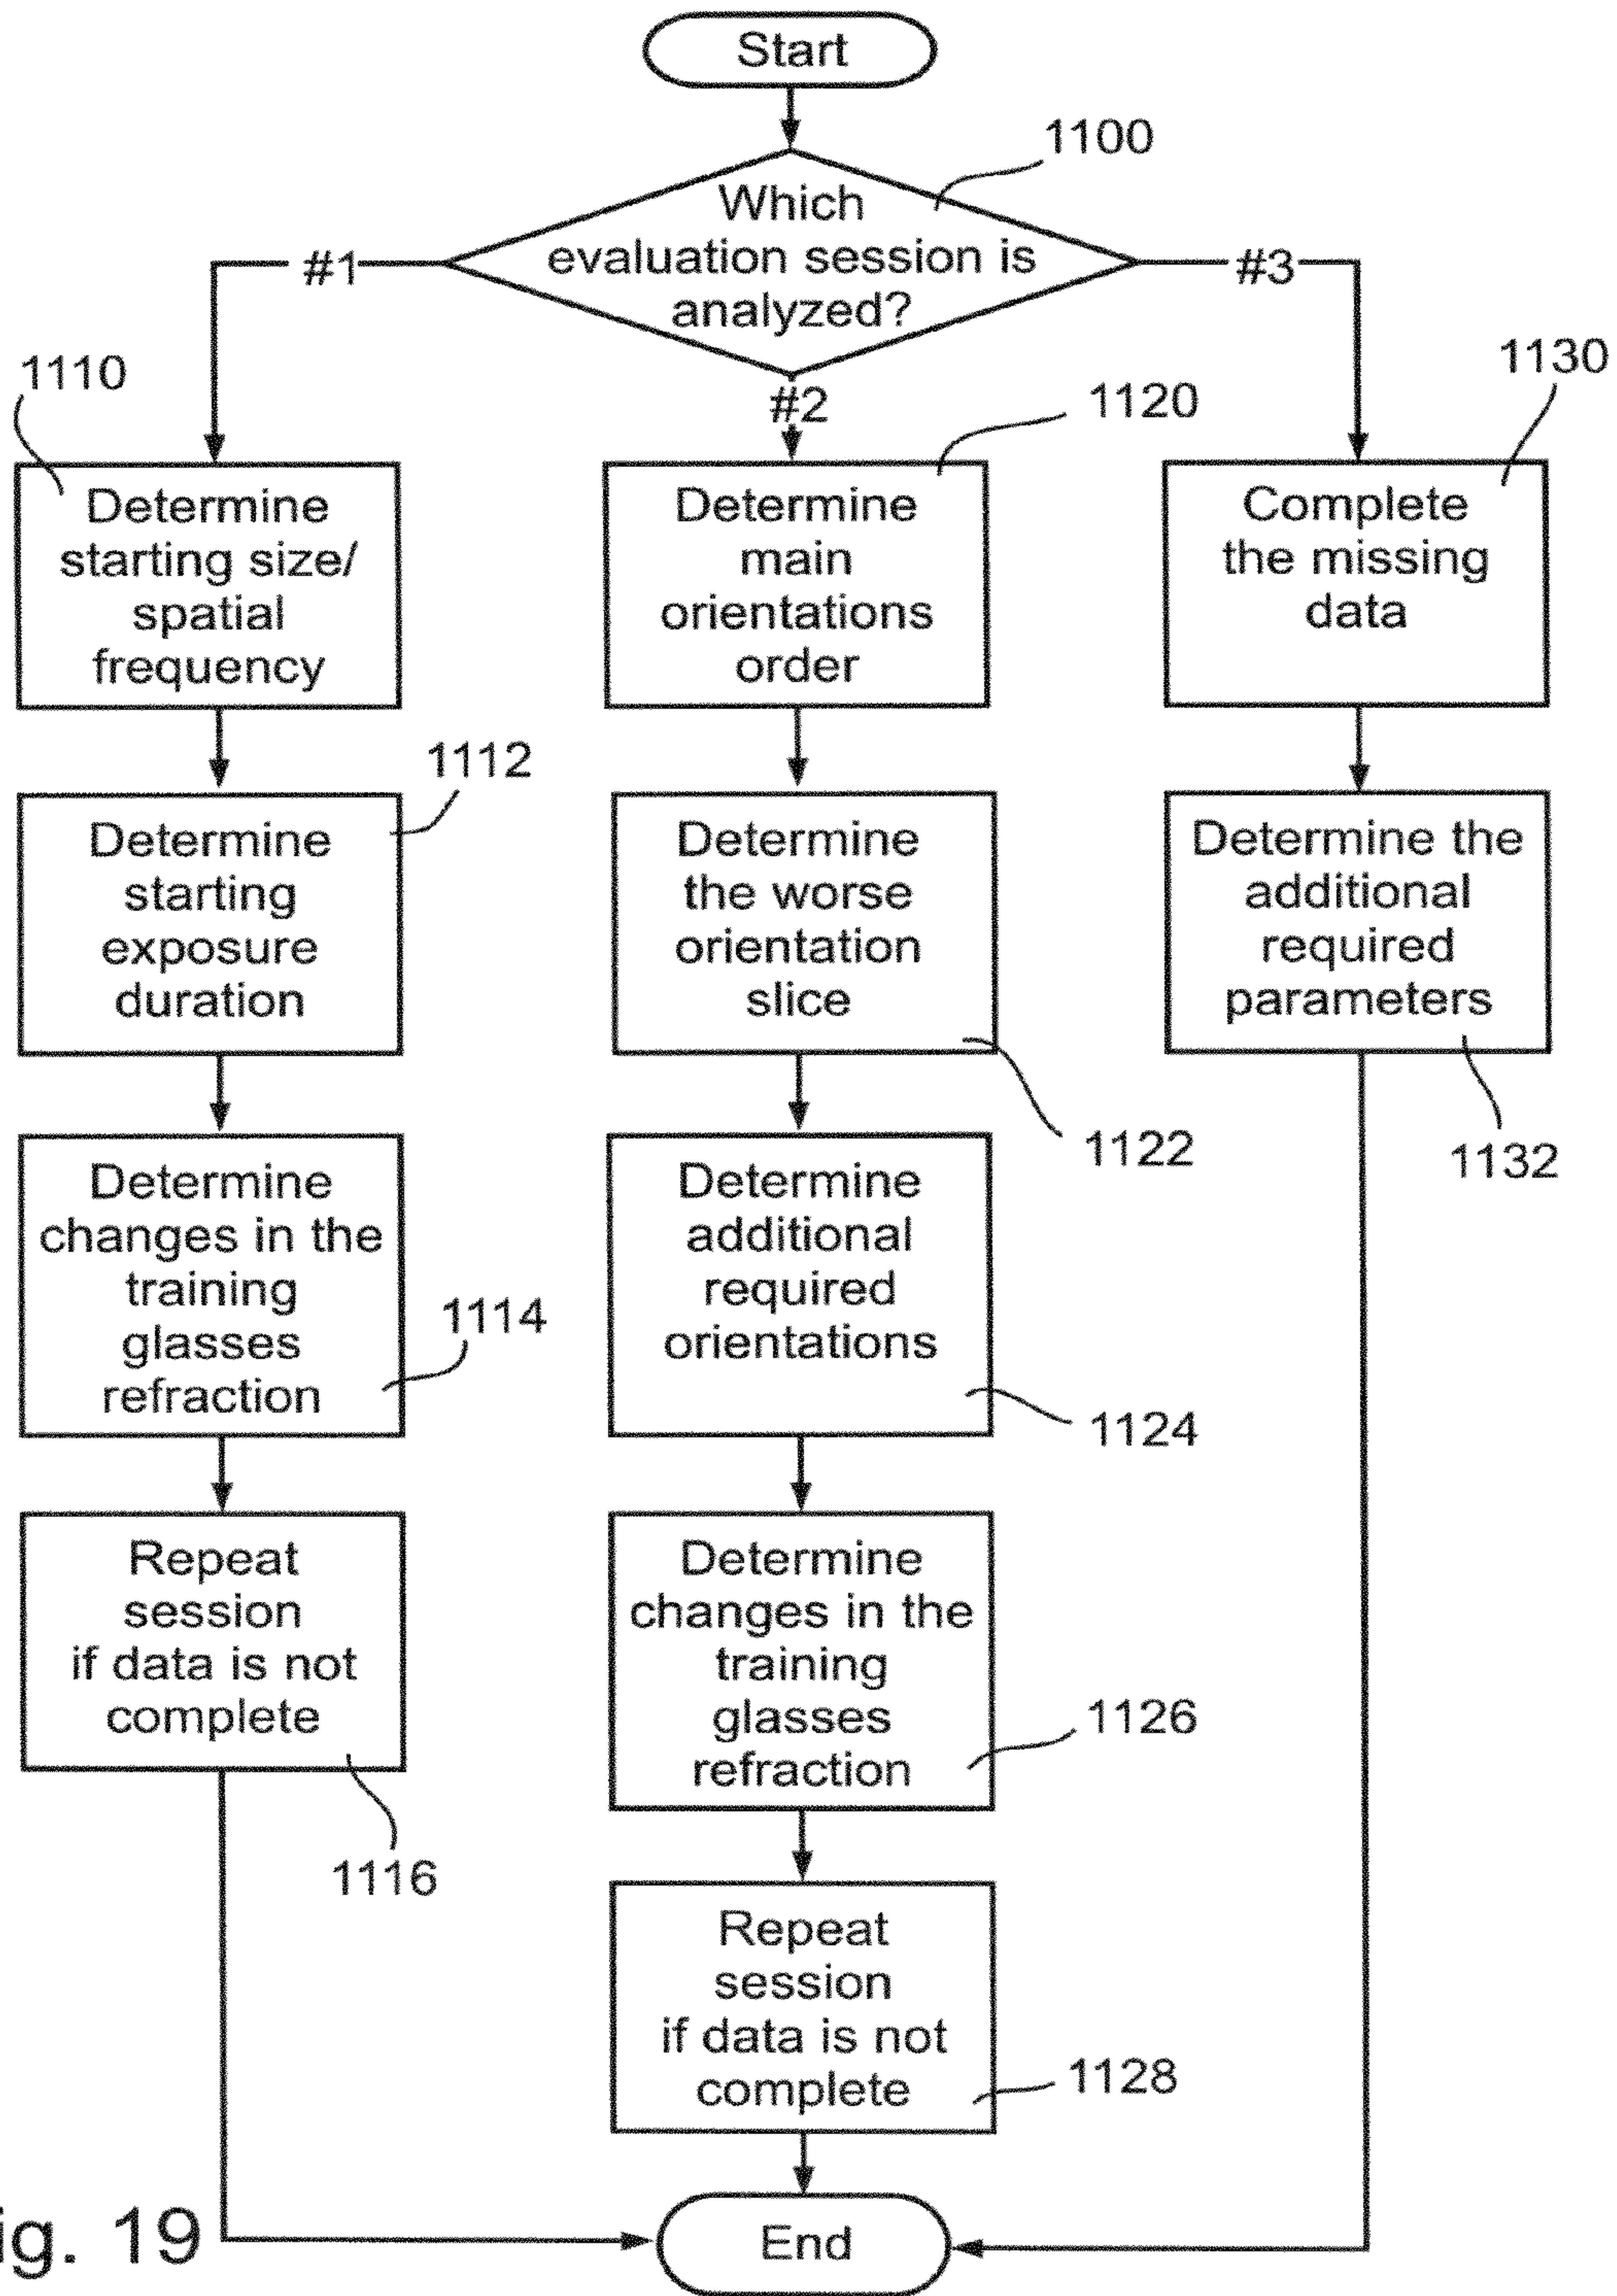 Start
1100
Which
evaluation session is
analyzed?
#1
#2
#3
1110
Determine
starting size/
spatial
frequency
1112
Determine
starting
exposure
duration
Determine
changes in the
training
glasses
refraction
1114
Repeat
session
if data is not
complete
1116
1120
Determine
main
orientations
order
Determine
the worse
orientation
slice
1122
Determine
additional
required
orientations
1124
Determine
changes in the
training
glasses
refraction
1126
Repeat
session
if data is not
complete
1128
1130
Complete
the missing
data
Determine the
additional
required
parameters
1132
End
ig. 19